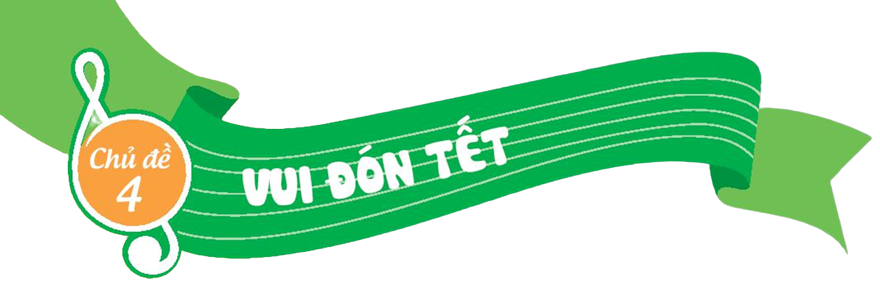 Chủ đề
4
VUI ĐÓN TẾT